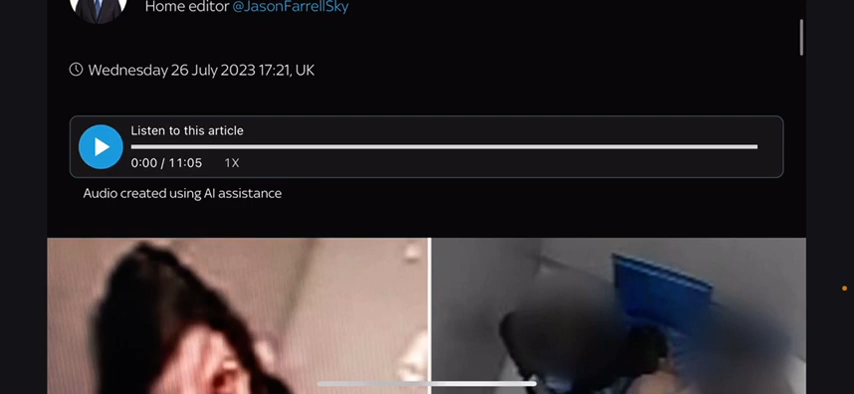 Home editor @JasonFarrellSky
Wednesday 26 July 2023 17:21, UK
Listen to this article
0:00 / 11:05 1X
Audio created using AI assistance